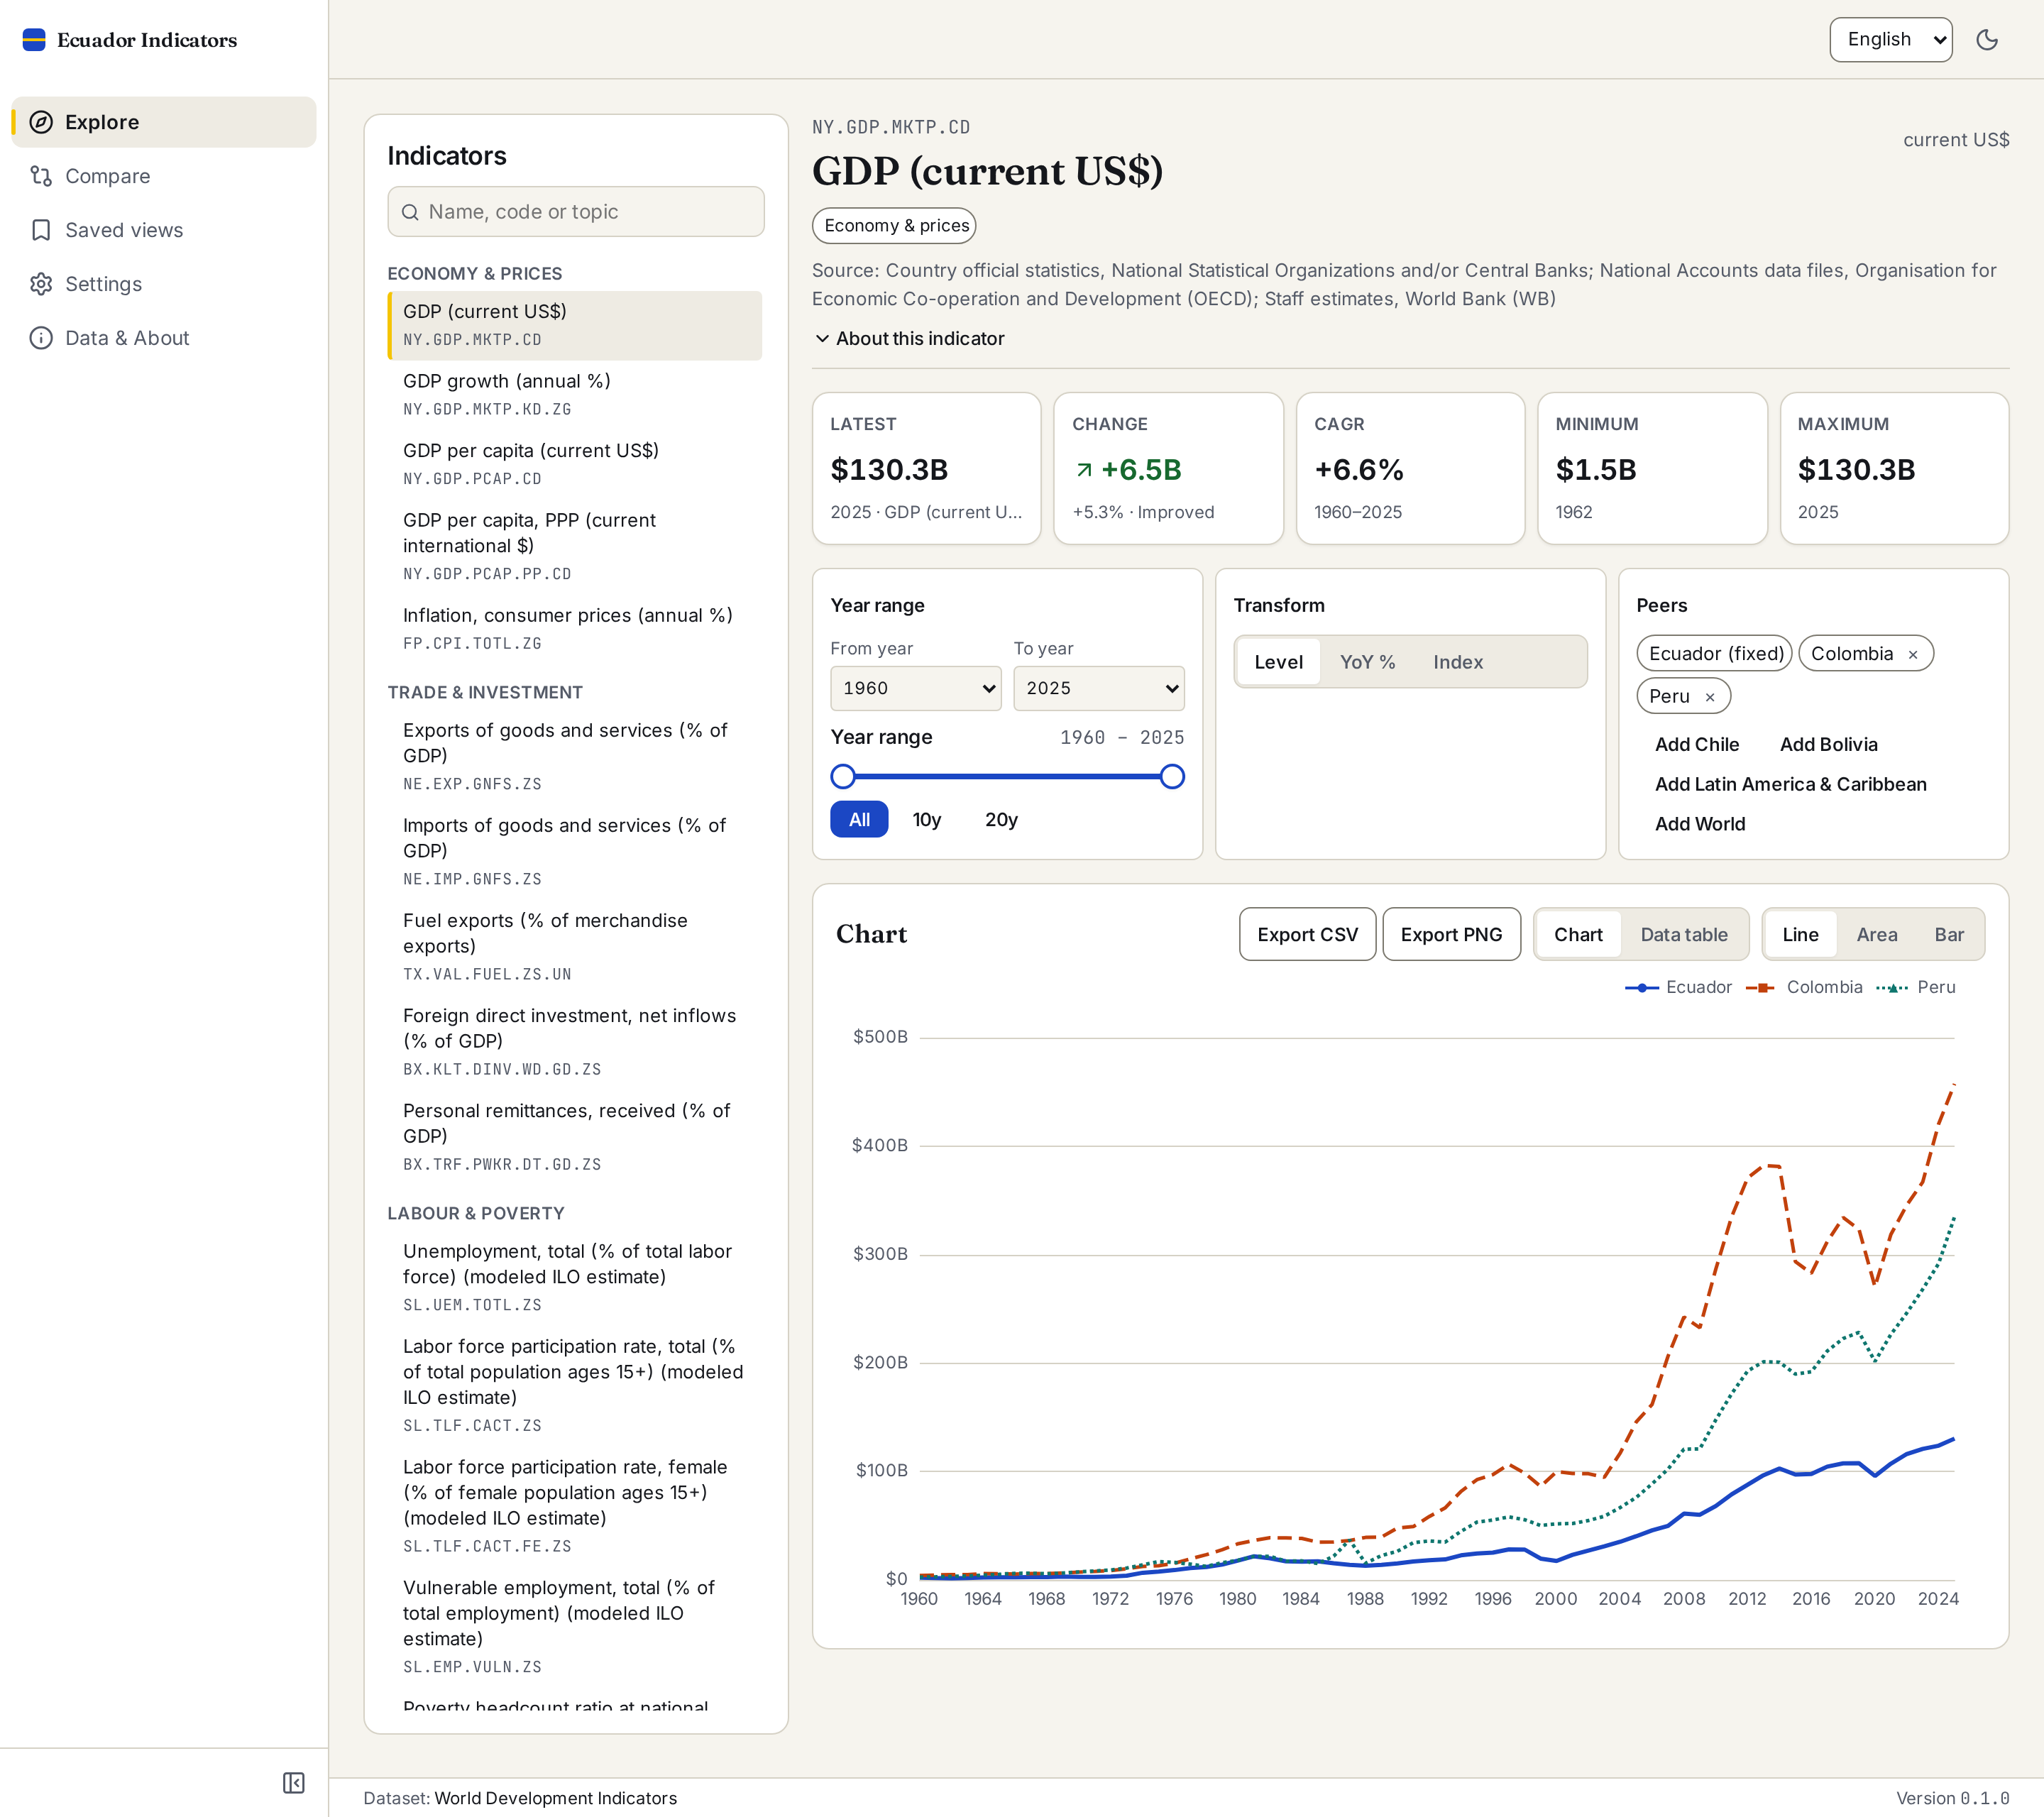 Ecuador Indicators
Explore
Compare
Saved views
Settings
Data & About
English
Indicators
Name, code or topic
ECONOMY & PRICES
GDP (current US$)
NY.GDP.MKTP.CD
GDP growth (annual %)
NY.GDP.MKTP.KD.ZG
GDP per capita (current US$)
NY.GDP.PCAP.CD
GDP per capita, PPP (current
international $)
NY.GDP.PCAP.PP.CD
Inflation, consumer prices (annual %)
FP.CPI.TOTL.ZG
TRADE & INVESTMENT
Exports of goods and services (% of
GDP)
NE.EXP.GNFS.ZS
Imports of goods and services (% of
GDP)
NE.IMP.GNFS.ZS
Fuel exports (% of merchandise
exports)
TX.VAL.FUEL.ZS.UN
Foreign direct investment, net inflows
(% of GDP)
BX.KLT.DINV.WD.GD.ZS
Personal remittances, received (% of
GDP)
BX.TRF.PWKR.DT.GD.ZS
LABOUR & POVERTY
Unemployment, total (% of total labor
force) (modeled ILO estimate)
SL.UEM.TOTL.ZS
Labor force participation rate, total (%
of total population ages 15+) (modeled
ILO estimate)
SL.TLF.CACT.ZS
Labor force participation rate, female
(% of female population ages 15+)
(modeled ILO estimate)
SL.TLF.CACT.FE.ZS
Vulnerable employment, total (% of
total employment) (modeled ILO
estimate)
SL.EMP.VULN.ZS
Poverty headcount ratio at national
NY.GDP.MKTP.CD
current US$
GDP (current US$)
Economy & prices
Source: Country official statistics, National Statistical Organizations and/or Central Banks; National Accounts data files, Organisation for
Economic Co-operation and Development (OECD); Staff estimates, World Bank (WB)
About this indicator
LATEST
$130.3B
2025 · GDP (current U...
CHANGE
+6.5B
+5.3% · Improved
CAGR
+6.6%
1960–2025
MINIMUM
$1.5B
1962
MAXIMUM
$130.3B
2025
Year range
From year
To year
1960
2025
Year range
1960 – 2025
All 10y 20y
Transform
Level YoY % Index
Peers
Ecuador (fixed) Colombia ×
Peru ×
Add Chile Add Bolivia
Add Latin America & Caribbean
Add World
Chart
Export CSV Export PNG Chart Data table Line Area Bar
Ecuador Colombia Peru
$500B
$400B
$300B
$200B
$100B
$0
1960 1964 1968 1972 1976 1980 1984 1988 1992 1996 2000 2004 2008 2012 2016 2020 2024
Dataset: World Development Indicators
Version 0.1.0